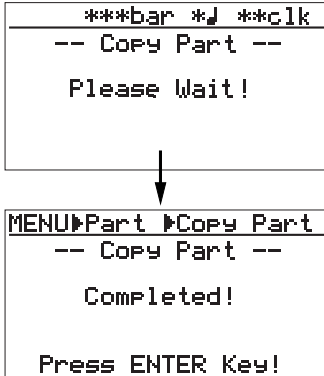 ***bar *♩ **clk
-- Copy Part --
Please Wait!
MENU▶Part ▶Copy Part
-- Copy Part --
Completed!
Press ENTER Key!